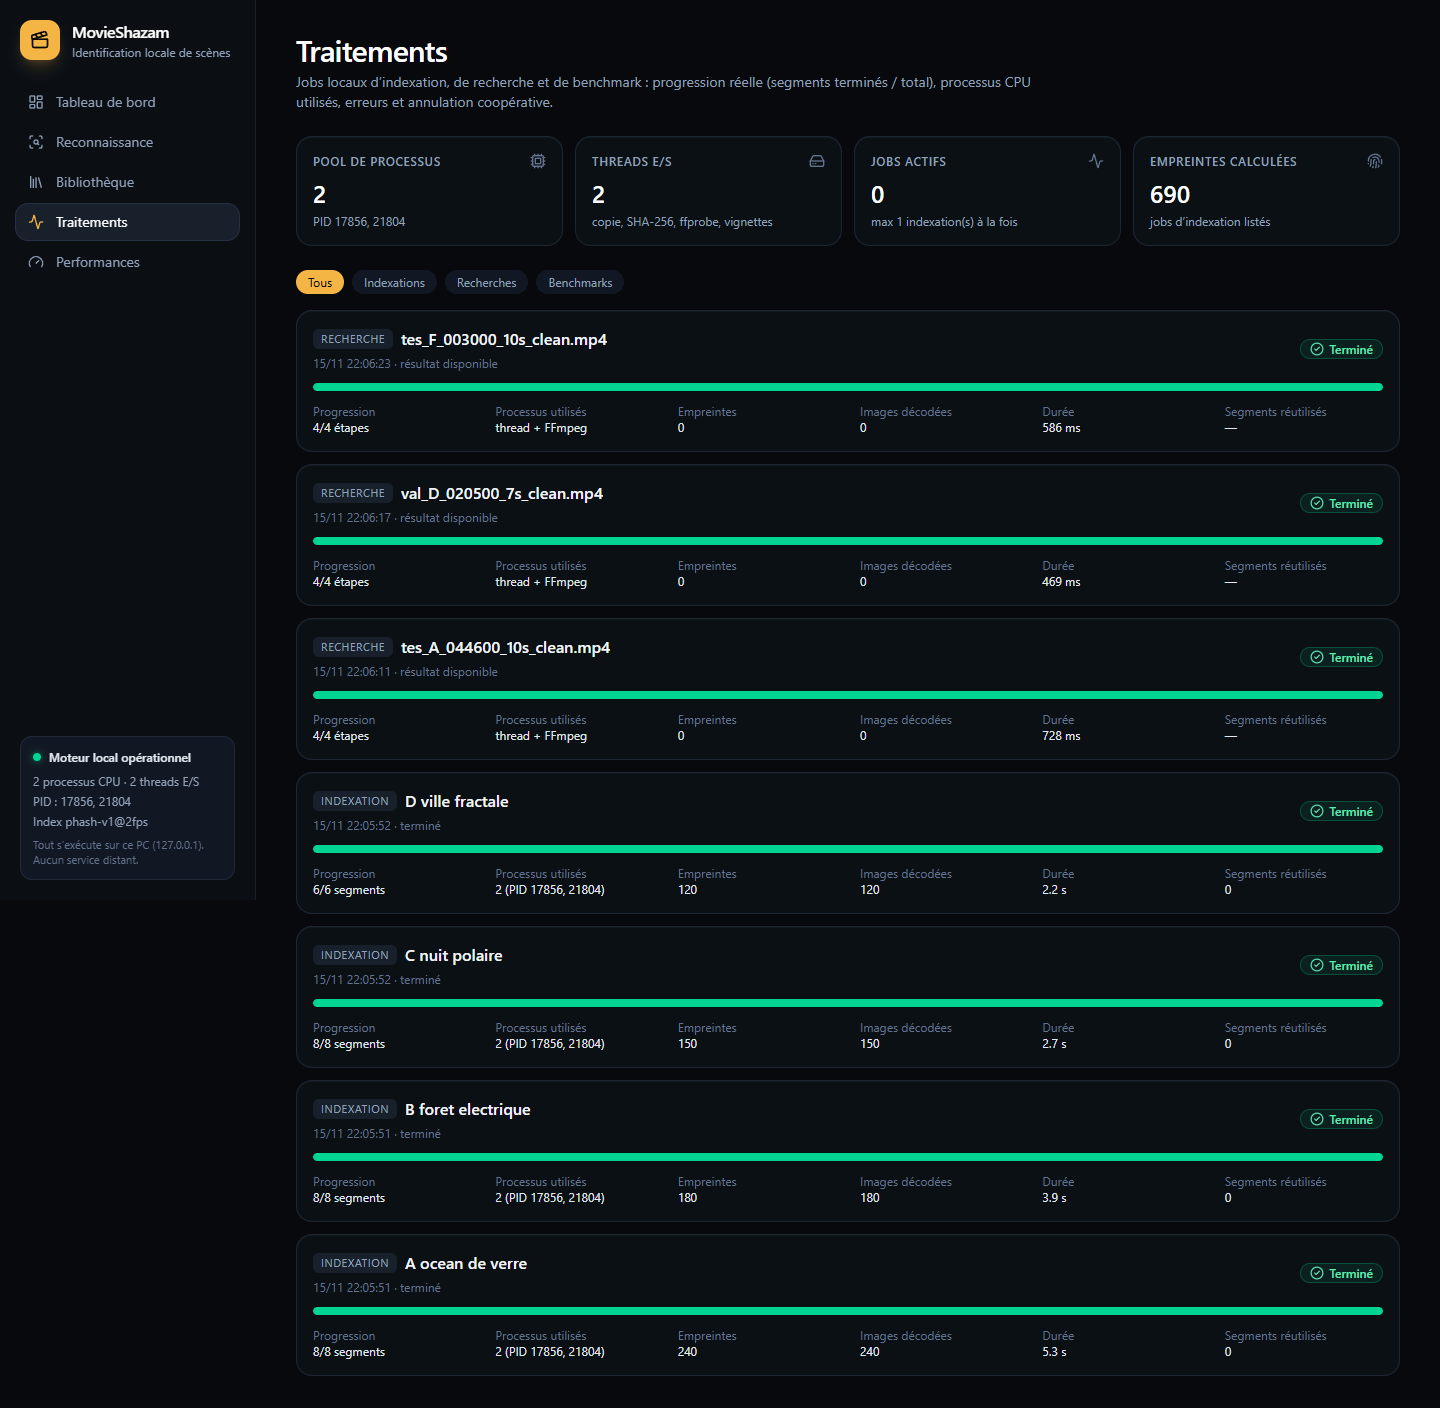 MovieShazam
Identification locale de scènes
Tableau de bord
Reconnaissance
Bibliothèque
Traitements
Performances
Moteur local opérationnel
2 processus CPU · 2 threads E/S
PID : 17856, 21804
Index phash-v1@2fps
Tout s'exécute sur ce PC (127.0.0.1).
Aucun service distant.
Traitements
Jobs locaux d’indexation, de recherche et de benchmark : progression réelle (segments terminés / total), processus CPU
utilisés, erreurs et annulation coopérative.
POOL DE PROCESSUS
2
PID 17856, 21804
THREADS E/S
2
copie, SHA-256, ffprobe, vignettes
JOBS ACTIFS
0
max 1 indexation(s) à la fois
EMPREINTES CALCULÉES
690
jobs d’indexation listés
Tous Indexations Recherches Benchmarks
RECHERCHE tes_F_003000_10s_clean.mp4
Terminé
15/11 22:06:23 · résultat disponible
Progression Processus utilisés Empreintes Images décodées Durée Segments réutilisés
4/4 étapes thread + FFmpeg 0 0 586 ms —
RECHERCHE val_D_020500_7s_clean.mp4
Terminé
15/11 22:06:17 · résultat disponible
Progression Processus utilisés Empreintes Images décodées Durée Segments réutilisés
4/4 étapes thread + FFmpeg 0 0 469 ms —
RECHERCHE tes_A_044600_10s_clean.mp4
Terminé
15/11 22:06:11 · résultat disponible
Progression Processus utilisés Empreintes Images décodées Durée Segments réutilisés
4/4 étapes thread + FFmpeg 0 0 728 ms —
INDEXATION D ville fractale
Terminé
15/11 22:05:52 · terminé
Progression Processus utilisés Empreintes Images décodées Durée Segments réutilisés
6/6 segments 2 (PID 17856, 21804) 120 120 2.2 s 0
INDEXATION C nuit polaire
Terminé
15/11 22:05:52 · terminé
Progression Processus utilisés Empreintes Images décodées Durée Segments réutilisés
8/8 segments 2 (PID 17856, 21804) 150 150 2.7 s 0
INDEXATION B foret electrique
Terminé
15/11 22:05:51 · terminé
Progression Processus utilisés Empreintes Images décodées Durée Segments réutilisés
8/8 segments 2 (PID 17856, 21804) 180 180 3.9 s 0
INDEXATION A ocean de verre
Terminé
15/11 22:05:51 · terminé
Progression Processus utilisés Empreintes Images décodées Durée Segments réutilisés
8/8 segments 2 (PID 17856, 21804) 240 240 5.3 s 0